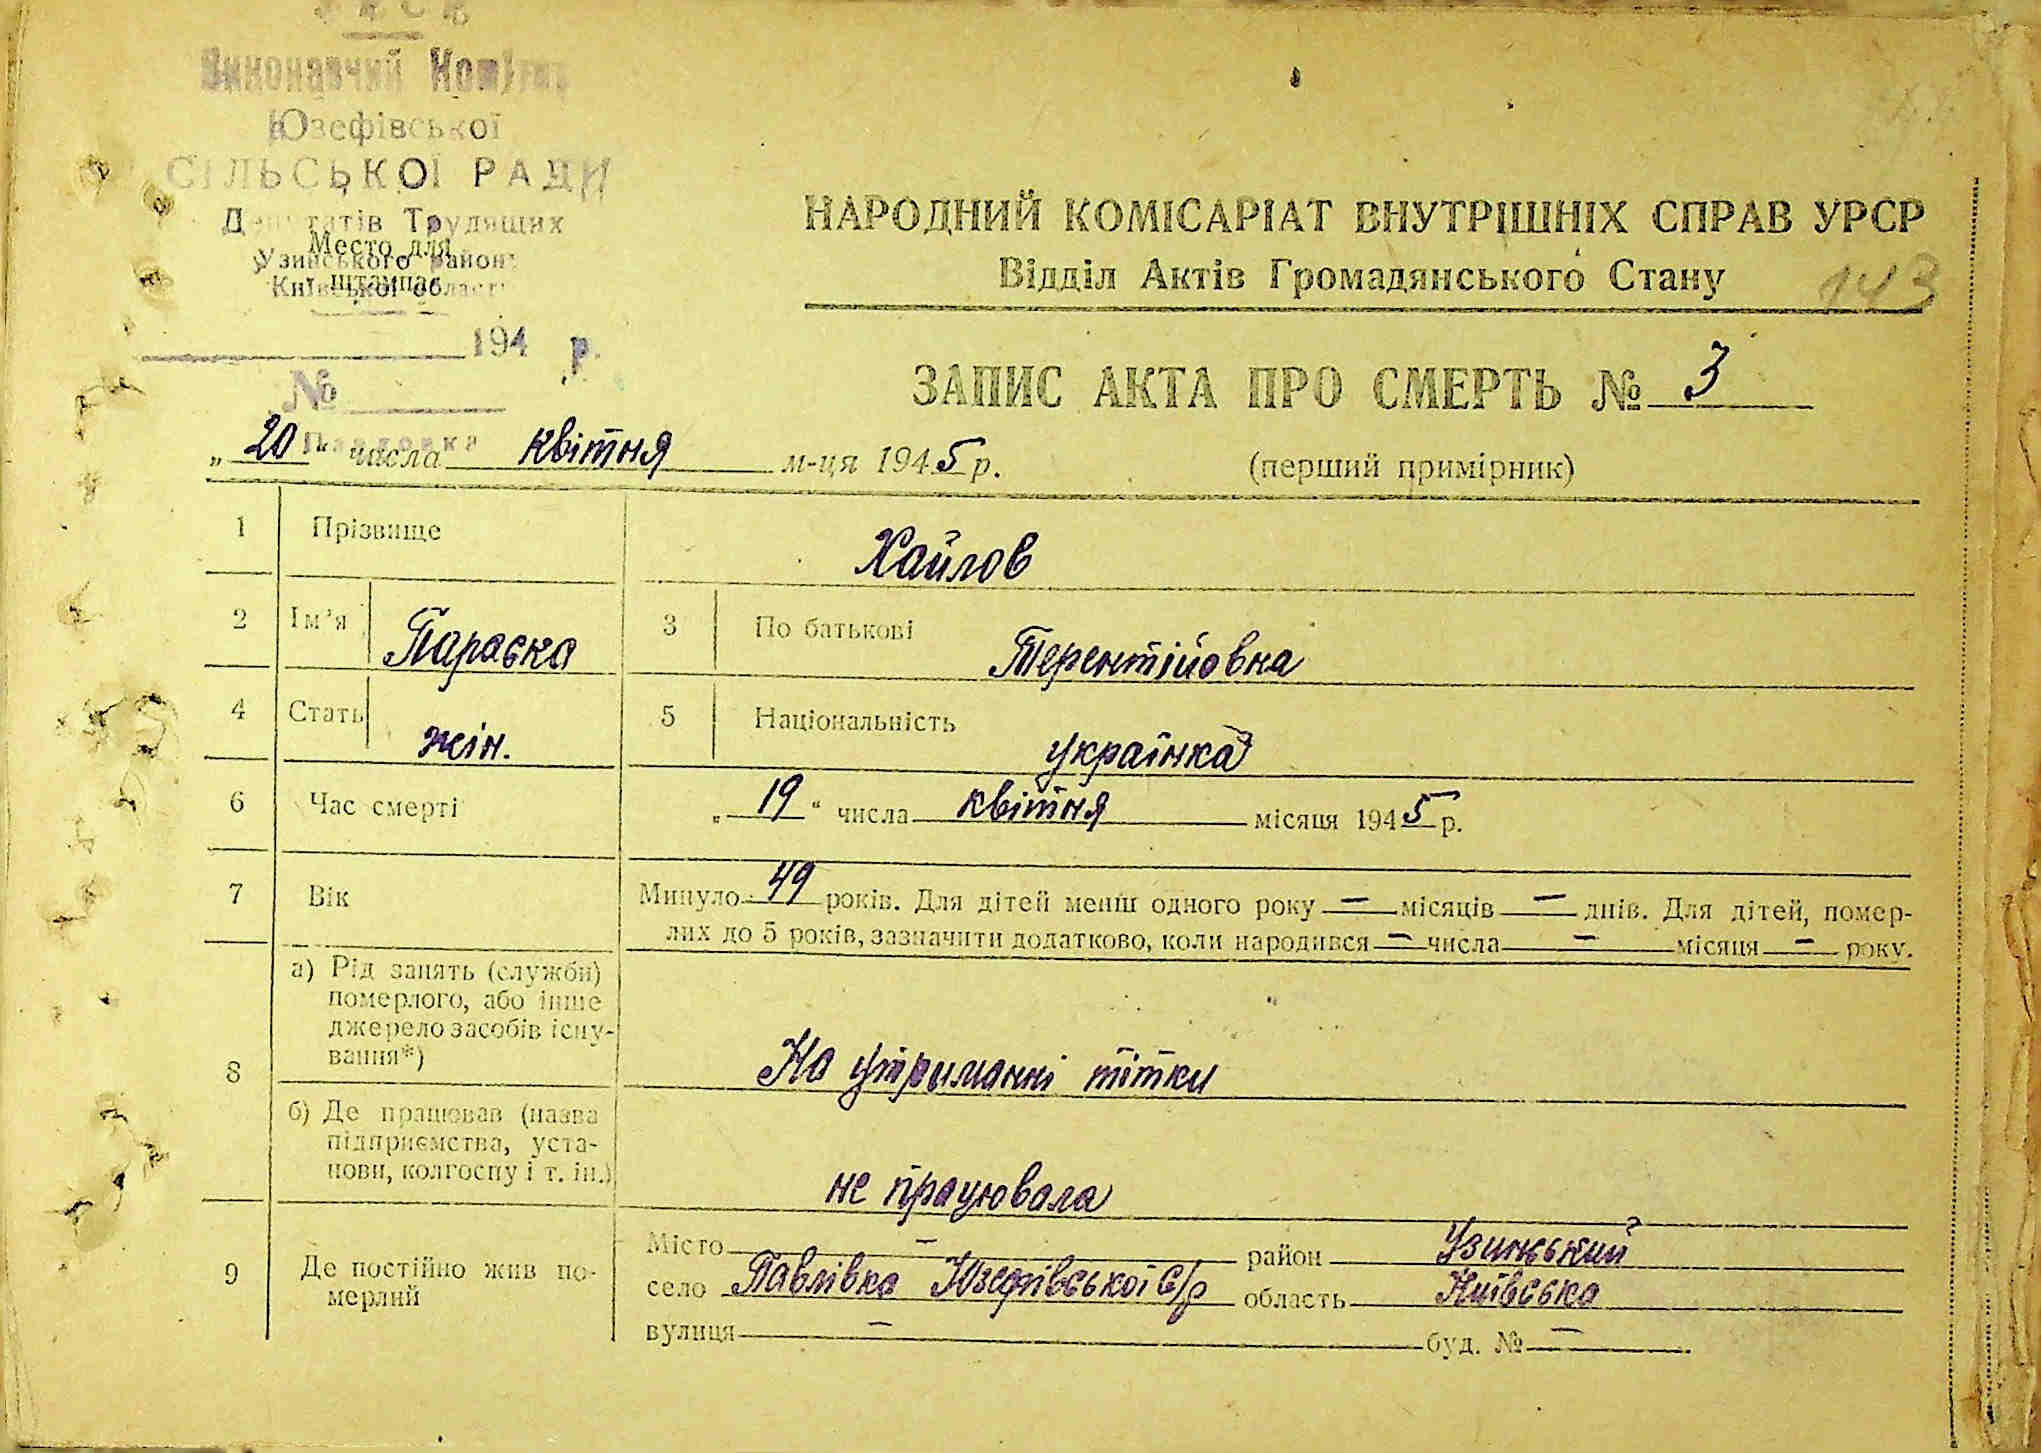 УРСР
Виконавчий Комітет
Юзефівської
СІЛЬСЬКОЇ РАДИ
Депутатів Трудящих
Узинського району
Київської області
Место для
штампа
194 р.
№
Павловка
143
НАРОДНИЙ КОМІСАРІАТ ВНУТРІШНІХ СПРАВ УРСР
Відділ Актів Громадянського Стану
ЗАПИС АКТА ПРО СМЕРТЬ № 3
„20“ числа квітня м-ця 1945 р. (перший примірник)
1 Прізвище Хайлов
2 Ім’я Параска 3 По батькові Терентійовна
4 Стать жін. 5 Національність українка
6 Час смерті „19“ числа квітня місяця 1945 р.
7 Вік Минуло 49 років. Для дітей менш одного року — місяців — днів. Для дітей, помер-
лих до 5 років, зазначити додатково, коли народився — числа — місяця — року.
8 а) Рід занять (служби)
померлого, або інше
джерело засобів існу-
вання*) На утриманні тітки
б) Де працював (назва
підприємства, уста-
нови, колгоспу і т. ін.) не працювала
9 Де постійно жив по-
мерлий
Місто — район Узинський
село Павлівка Юзефівської с/р область Київська
вулиця — буд. № —